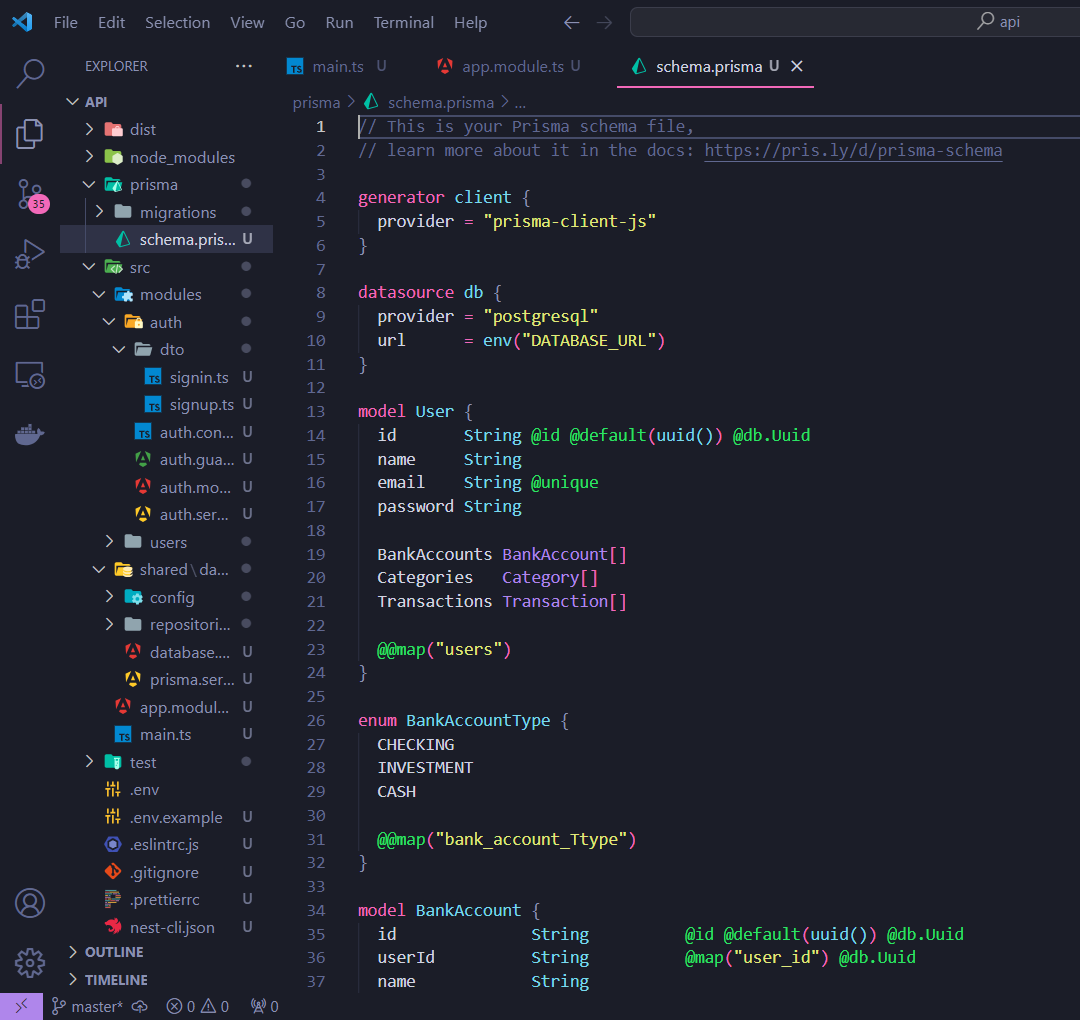 File Edit Selection View Go Run Terminal Help
api
EXPLORER ...
main.ts U
app.module.ts U
schema.prisma U
prisma > schema.prisma > ...
API
dist
node_modules
prisma
migrations
schema.pris... U
src
modules
auth
dto
signin.ts U
signup.ts U
auth.con... U
auth.gua... U
auth.mo... U
auth.ser... U
users
shared\da...
config
repositori...
database.... U
prisma.ser... U
app.modul... U
main.ts U
test
.env
.env.example U
.eslintrc.js U
.gitignore U
.prettierrc U
nest-cli.json U
OUTLINE
TIMELINE
35
1 // This is your Prisma schema file,
2 // learn more about it in the docs: https://pris.ly/d/prisma-schema
3
4 generator client {
5   provider = "prisma-client-js"
6 }
7
8 datasource db {
9   provider = "postgresql"
10   url      = env("DATABASE_URL")
11 }
12
13 model User {
14   id       String @id @default(uuid()) @db.Uuid
15   name     String
16   email    String @unique
17   password String
18
19   BankAccounts BankAccount[]
20   Categories   Category[]
21   Transactions Transaction[]
22
23   @@map("users")
24 }
25
26 enum BankAccountType {
27   CHECKING
28   INVESTMENT
29   CASH
30
31   @@map("bank_account_Ttype")
32 }
33
34 model BankAccount {
35   id              String          @id @default(uuid()) @db.Uuid
36   userId          String          @map("user_id") @db.Uuid
37   name            String
master* 0 0 0